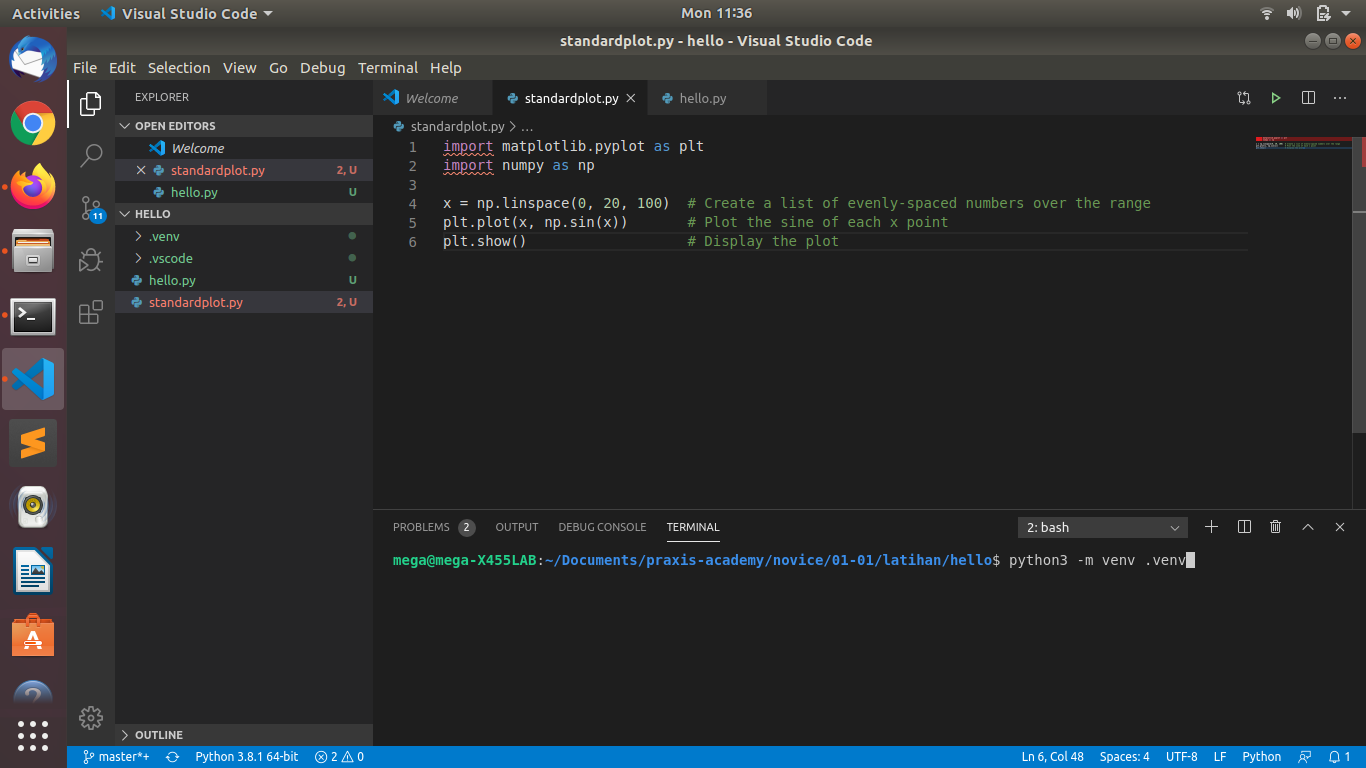 Activities Visual Studio Code Mon 11:36
standardplot.py - hello - Visual Studio Code
File Edit Selection View Go Debug Terminal Help
EXPLORER
OPEN EDITORS
Welcome
standardplot.py 2, U
hello.py U
11
HELLO
.venv
.vscode
hello.py U
standardplot.py 2, U
OUTLINE
Welcome standardplot.py hello.py
standardplot.py > ...
1 import matplotlib.pyplot as plt
2 import numpy as np
3
4 x = np.linspace(0, 20, 100)  # Create a list of evenly-spaced numbers over the range
5 plt.plot(x, np.sin(x))       # Plot the sine of each x point
6 plt.show()                   # Display the plot
PROBLEMS 2 OUTPUT DEBUG CONSOLE TERMINAL 2: bash
mega@mega-X455LAB:~/Documents/praxis-academy/novice/01-01/latihan/hello$ python3 -m venv .venv
master*+ Python 3.8.1 64-bit 2 0 Ln 6, Col 48 Spaces: 4 UTF-8 LF Python 1